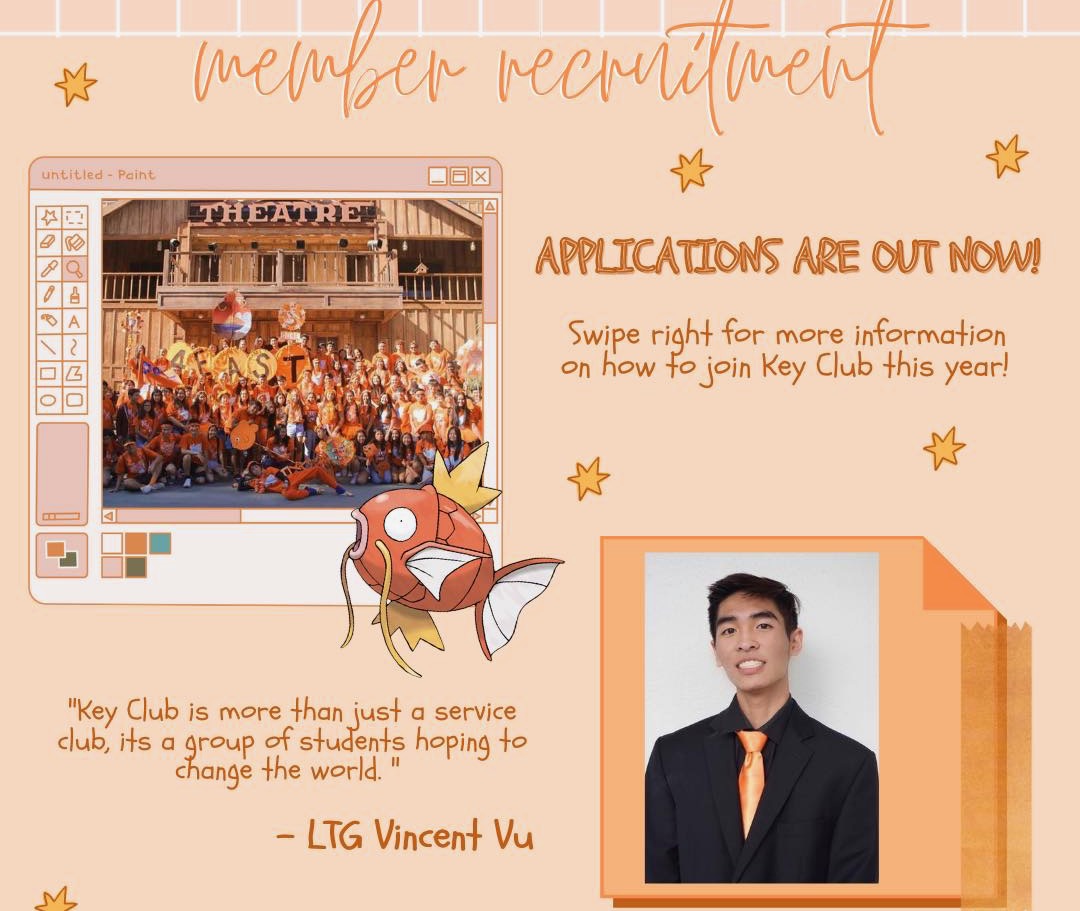 member recruitment
untitled - Paint
THEATRE
4EAST
A
APPLICATIONS ARE OUT NOW!
Swipe right for more information
on how to join Key Club this year!
"Key Club is more than just a service
club, its a group of students hoping to
change the world. "
- LTG Vincent Vu